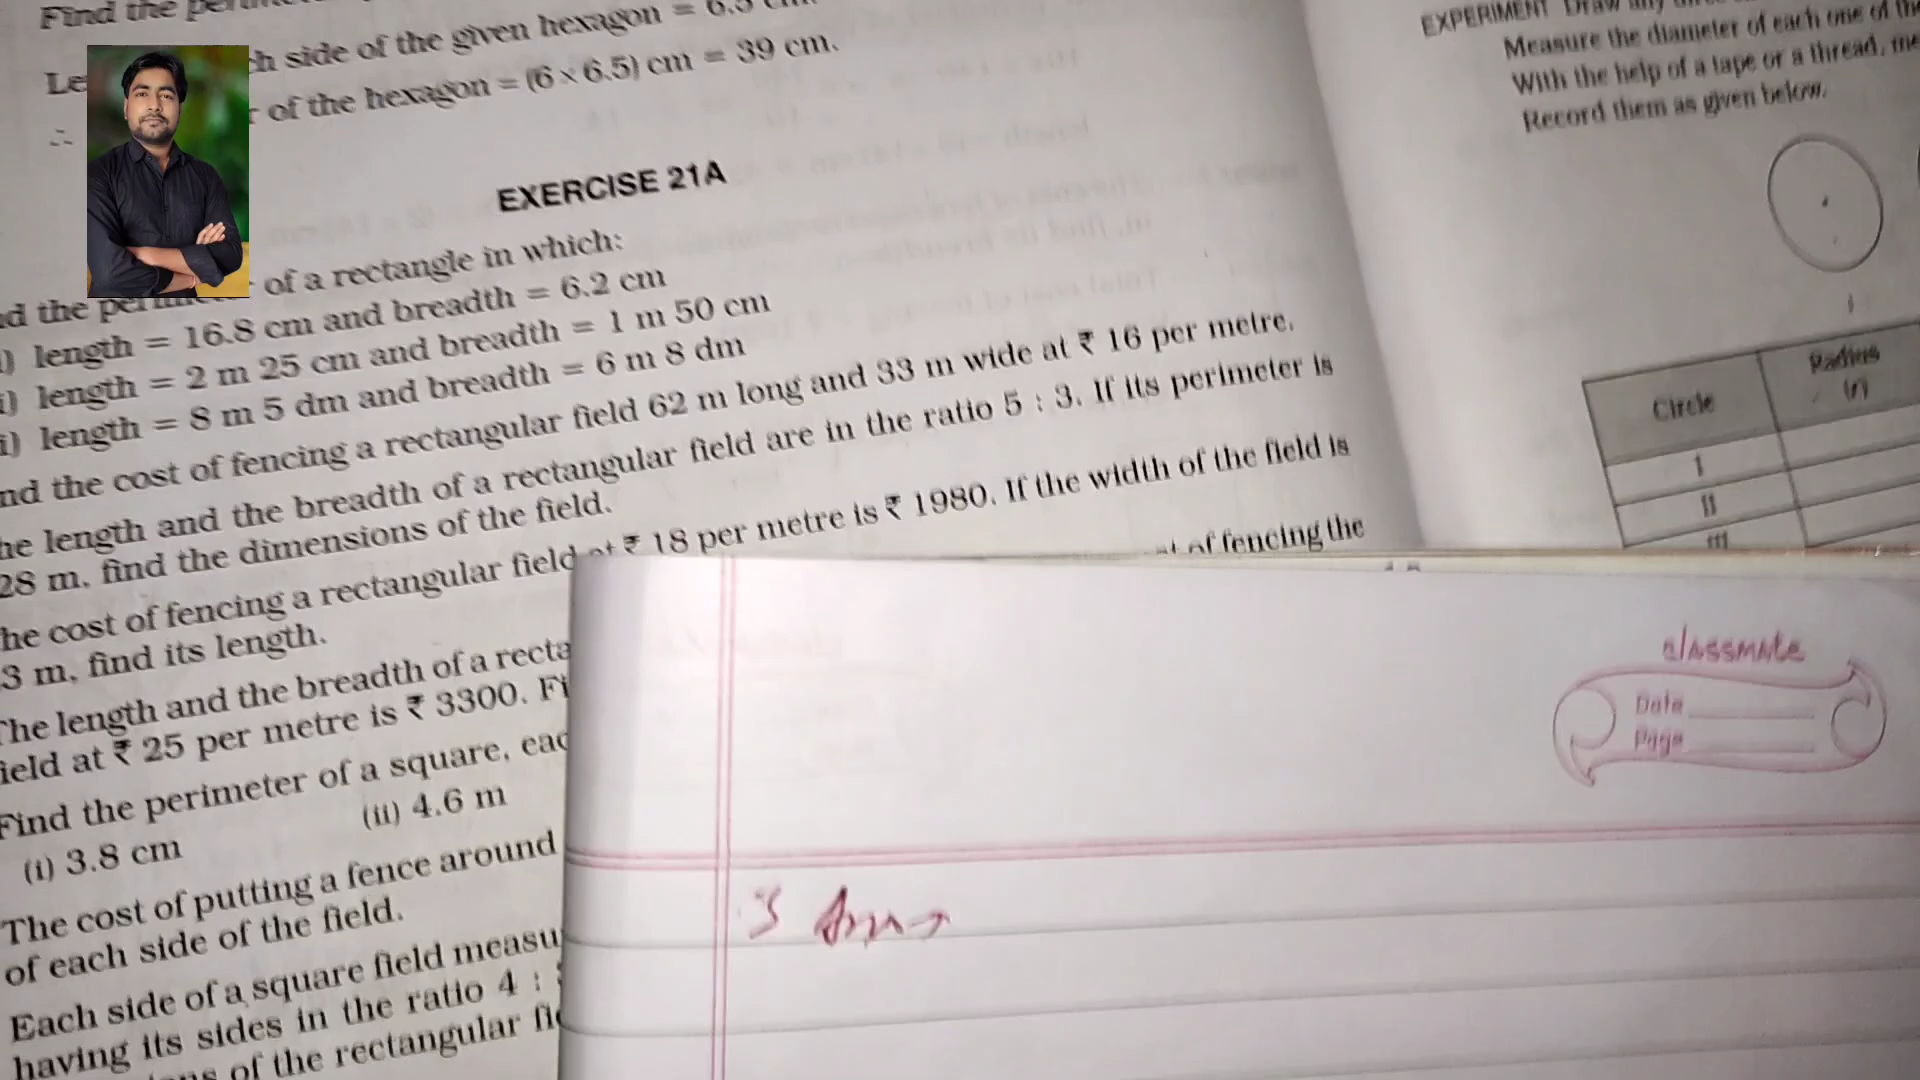 Find the
ch side of the given hexagon = 6.5 cm.
of the hexagon = (6 × 6.5) cm = 39 cm.
EXERCISE 21A
of a rectangle in which:
length = 16.8 cm and breadth = 6.2 cm
length = 2 m 25 cm and breadth = 1 m 50 cm
length = 8 m 5 dm and breadth = 6 m 8 dm
nd the cost of fencing a rectangular field 62 m long and 33 m wide at ₹ 16 per metre.
he length and the breadth of a rectangular field are in the ratio 5 : 3. If its perimeter is
28 m, find the dimensions of the field.
he cost of fencing a rectangular field at ₹ 18 per metre is ₹ 1980. If the width of the field is
3 m, find its length.
of fencing the
The length and the breadth of a recta
ield at ₹ 25 per metre is ₹ 3300. Fi
Find the perimeter of a square, eac
(i) 3.8 cm (ii) 4.6 m
The cost of putting a fence around
of each side of the field.
Each side of a square field measu
having its sides in the ratio 4 :
of the rectangular fie
EXPERIMENT Draw any
Measure the diameter of each one of the
With the help of a tape or a thread, me
Record them as given below.
Circle Radius (r)
I
II
III
classmate
Date
Page
3 Ans→